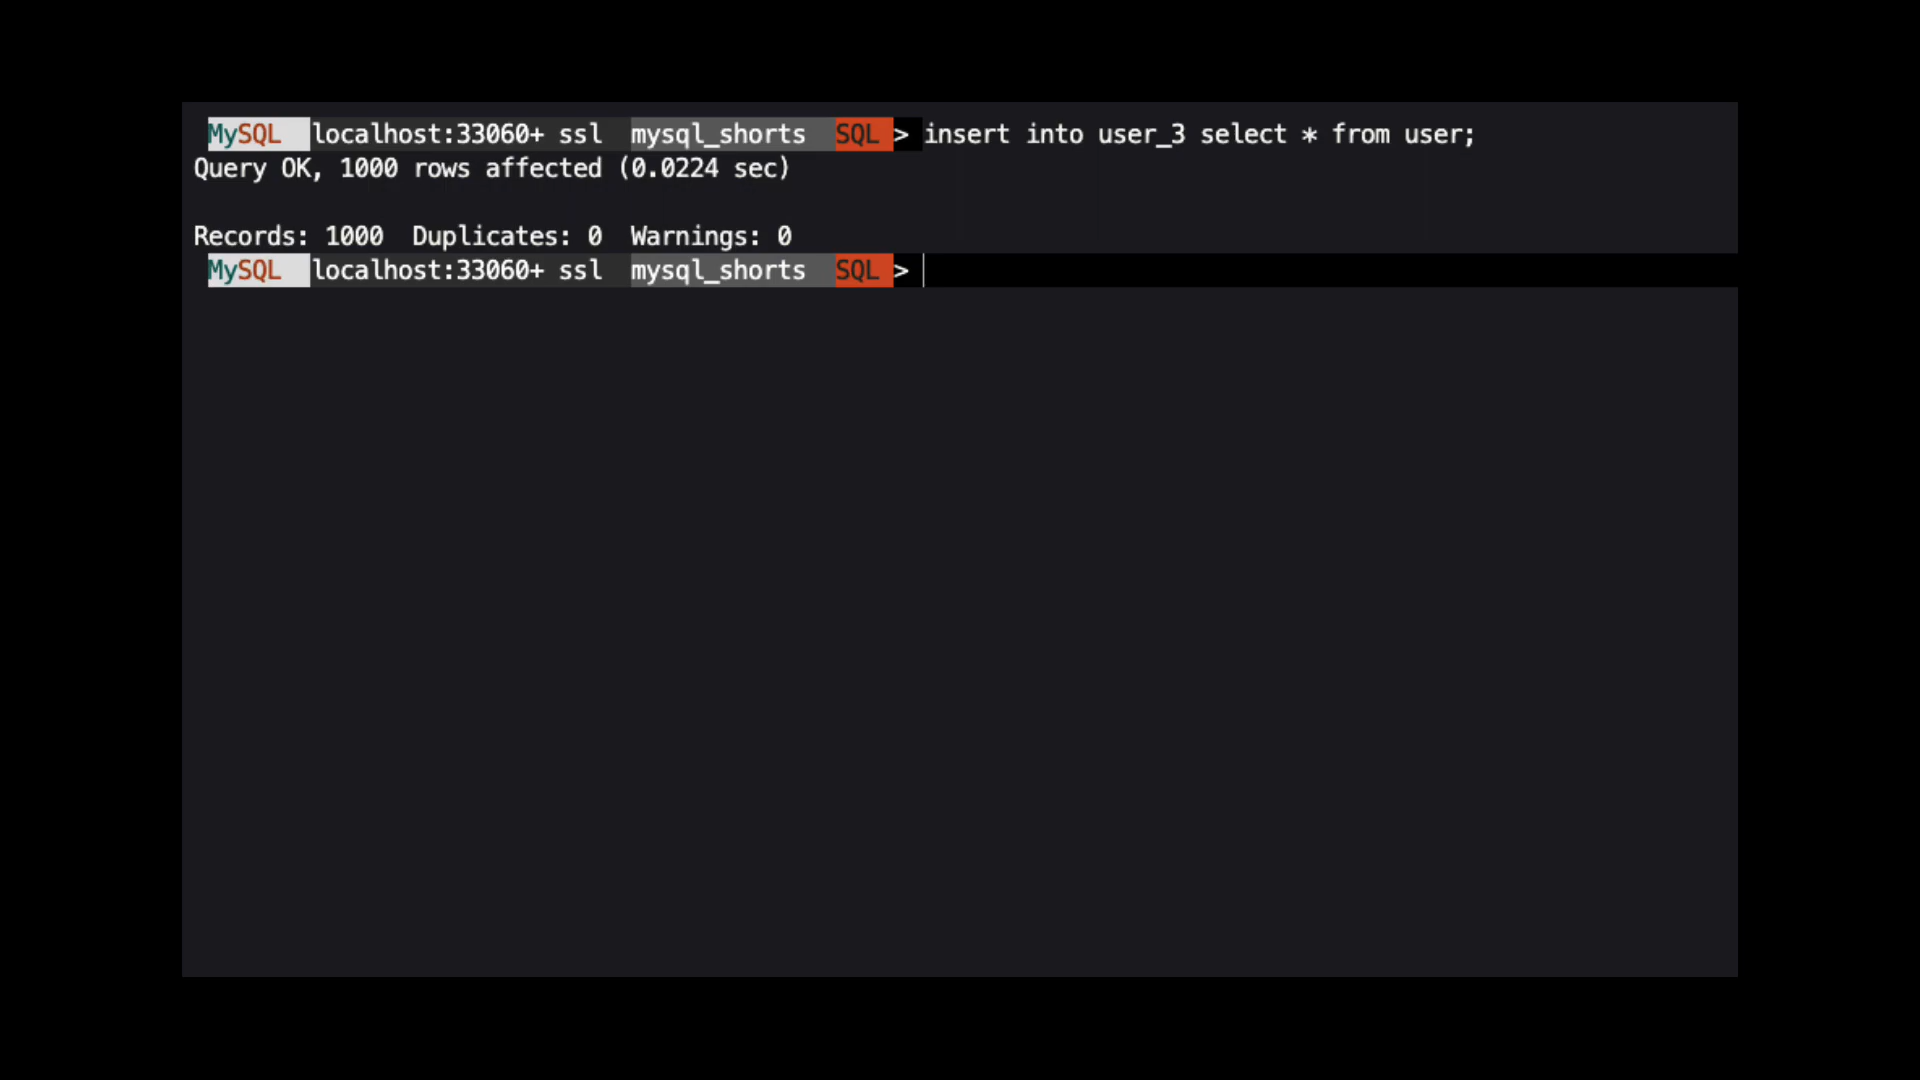 MySQL localhost:33060+ ssl mysql_shorts SQL > insert into user_3 select * from user;
Query OK, 1000 rows affected (0.0224 sec)
Records: 1000 Duplicates: 0 Warnings: 0
MySQL localhost:33060+ ssl mysql_shorts SQL >